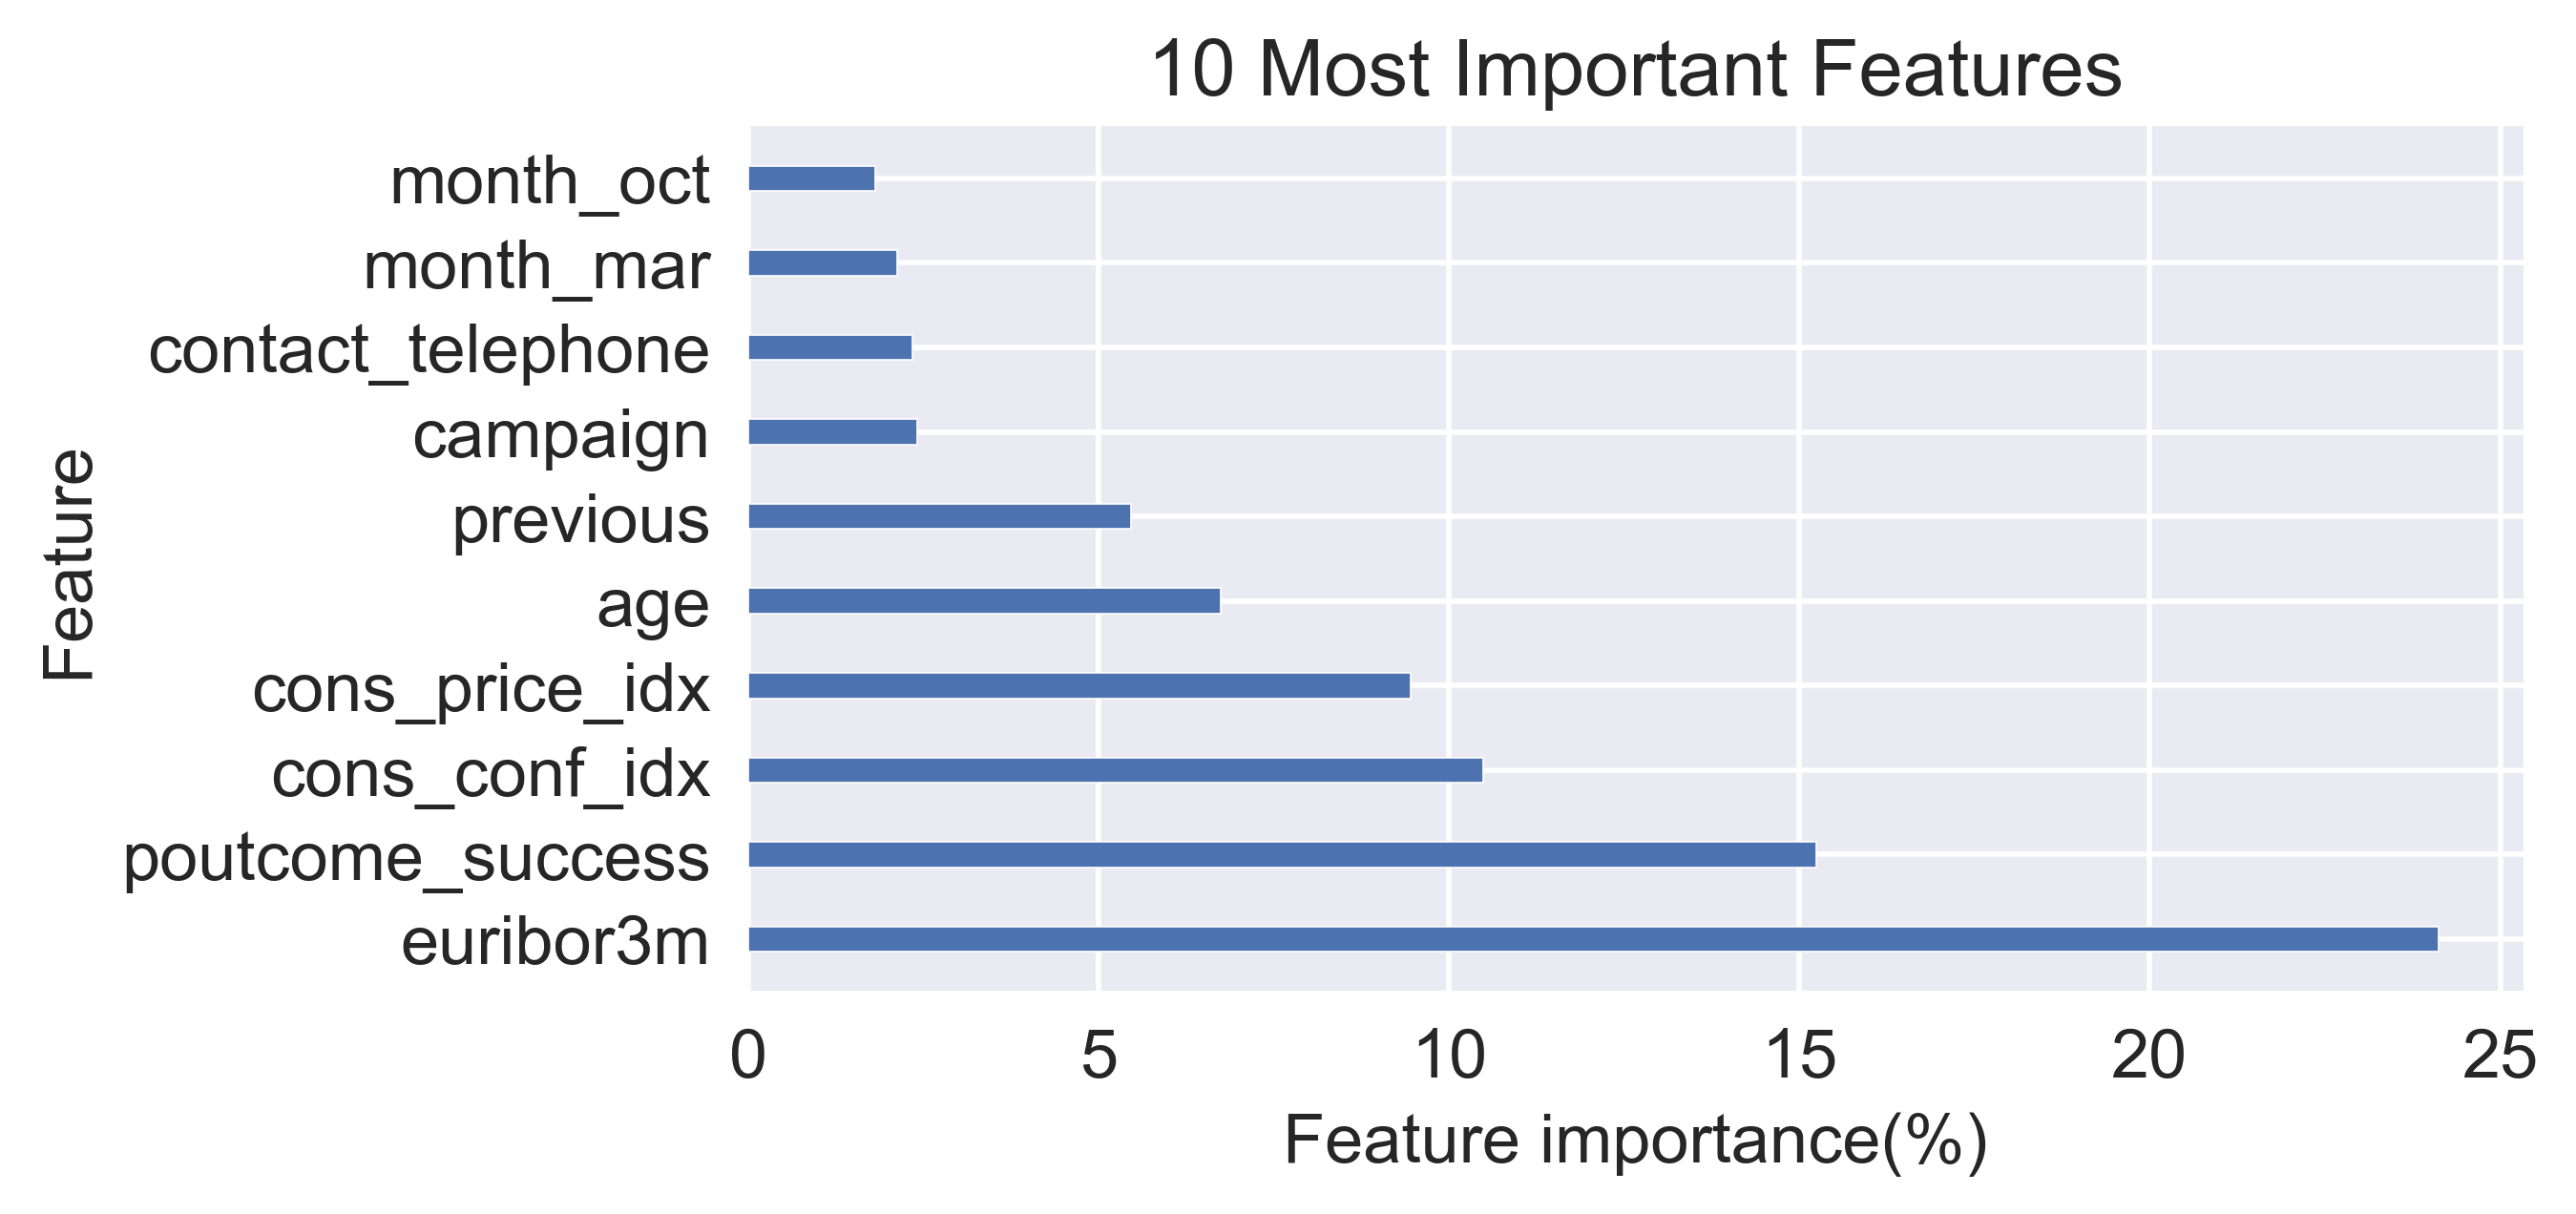 10 Most Important Features
month_oct
month_mar
contact_telephone
campaign
previous
age
cons_price_idx
cons_conf_idx
poutcome_success
euribor3m
Feature
0 5 10 15 20 25
Feature importance(%)